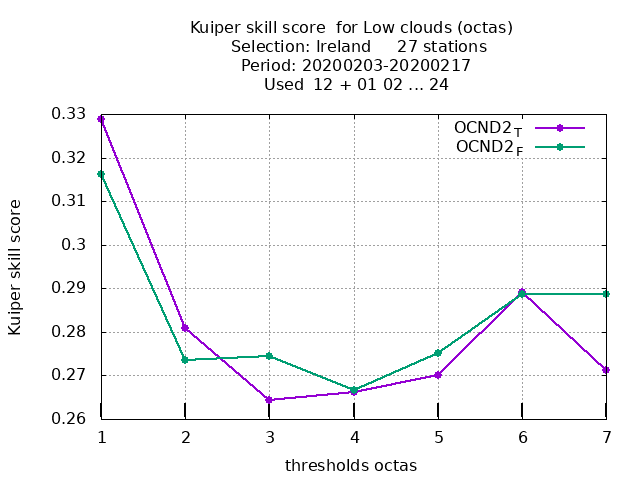 Kuiper skill score  for Low clouds (octas)
Selection: Ireland     27 stations
Period: 20200203-20200217
Used  12 + 01 02 ... 24
OCND2_T
OCND2_F
0.33
0.32
0.31
0.3
0.29
0.28
0.27
0.26
Kuiper skill score
1 2 3 4 5 6 7
thresholds octas